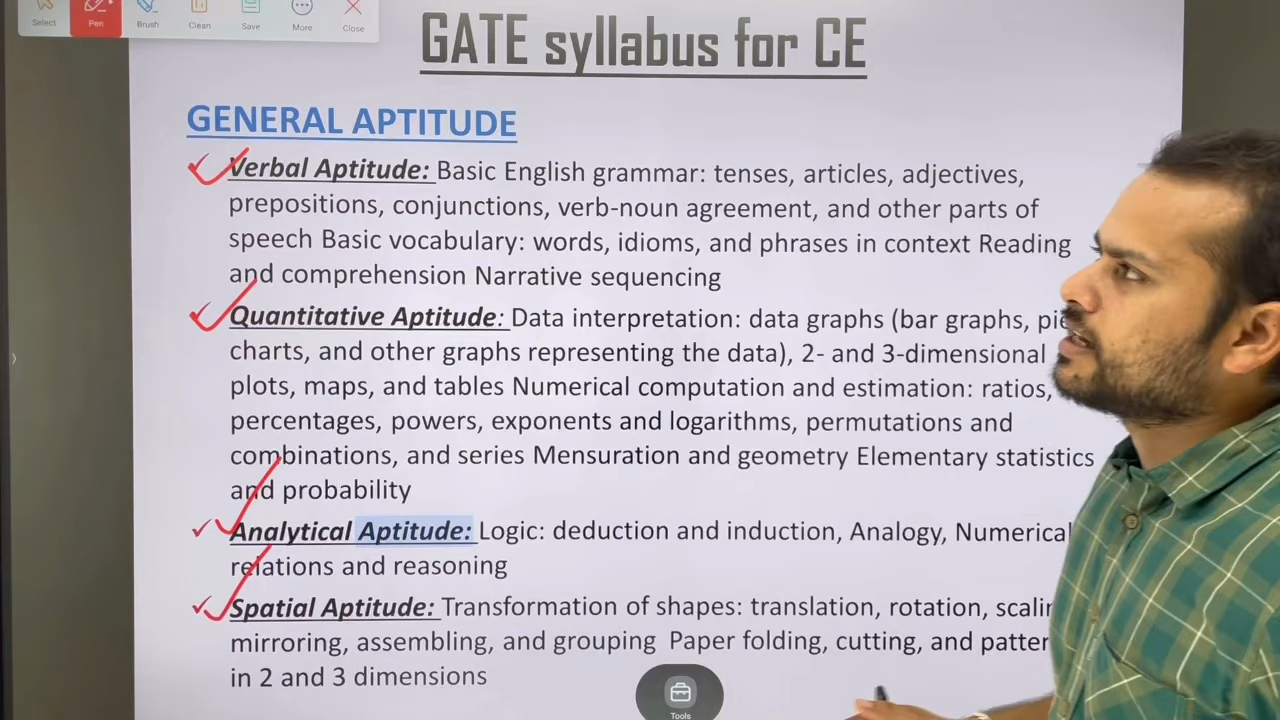 Select Pen Brush Clean Save More Close
GATE syllabus for CE
GENERAL APTITUDE
Verbal Aptitude: Basic English grammar: tenses, articles, adjectives,
prepositions, conjunctions, verb-noun agreement, and other parts of
speech Basic vocabulary: words, idioms, and phrases in context Reading
and comprehension Narrative sequencing
Quantitative Aptitude: Data interpretation: data graphs (bar graphs, pie
charts, and other graphs representing the data), 2- and 3-dimensional
plots, maps, and tables Numerical computation and estimation: ratios,
percentages, powers, exponents and logarithms, permutations and
combinations, and series Mensuration and geometry Elementary statistics
and probability
Analytical Aptitude: Logic: deduction and induction, Analogy, Numerical
relations and reasoning
Spatial Aptitude: Transformation of shapes: translation, rotation, scalin
mirroring, assembling, and grouping Paper folding, cutting, and patter
in 2 and 3 dimensions
Tools